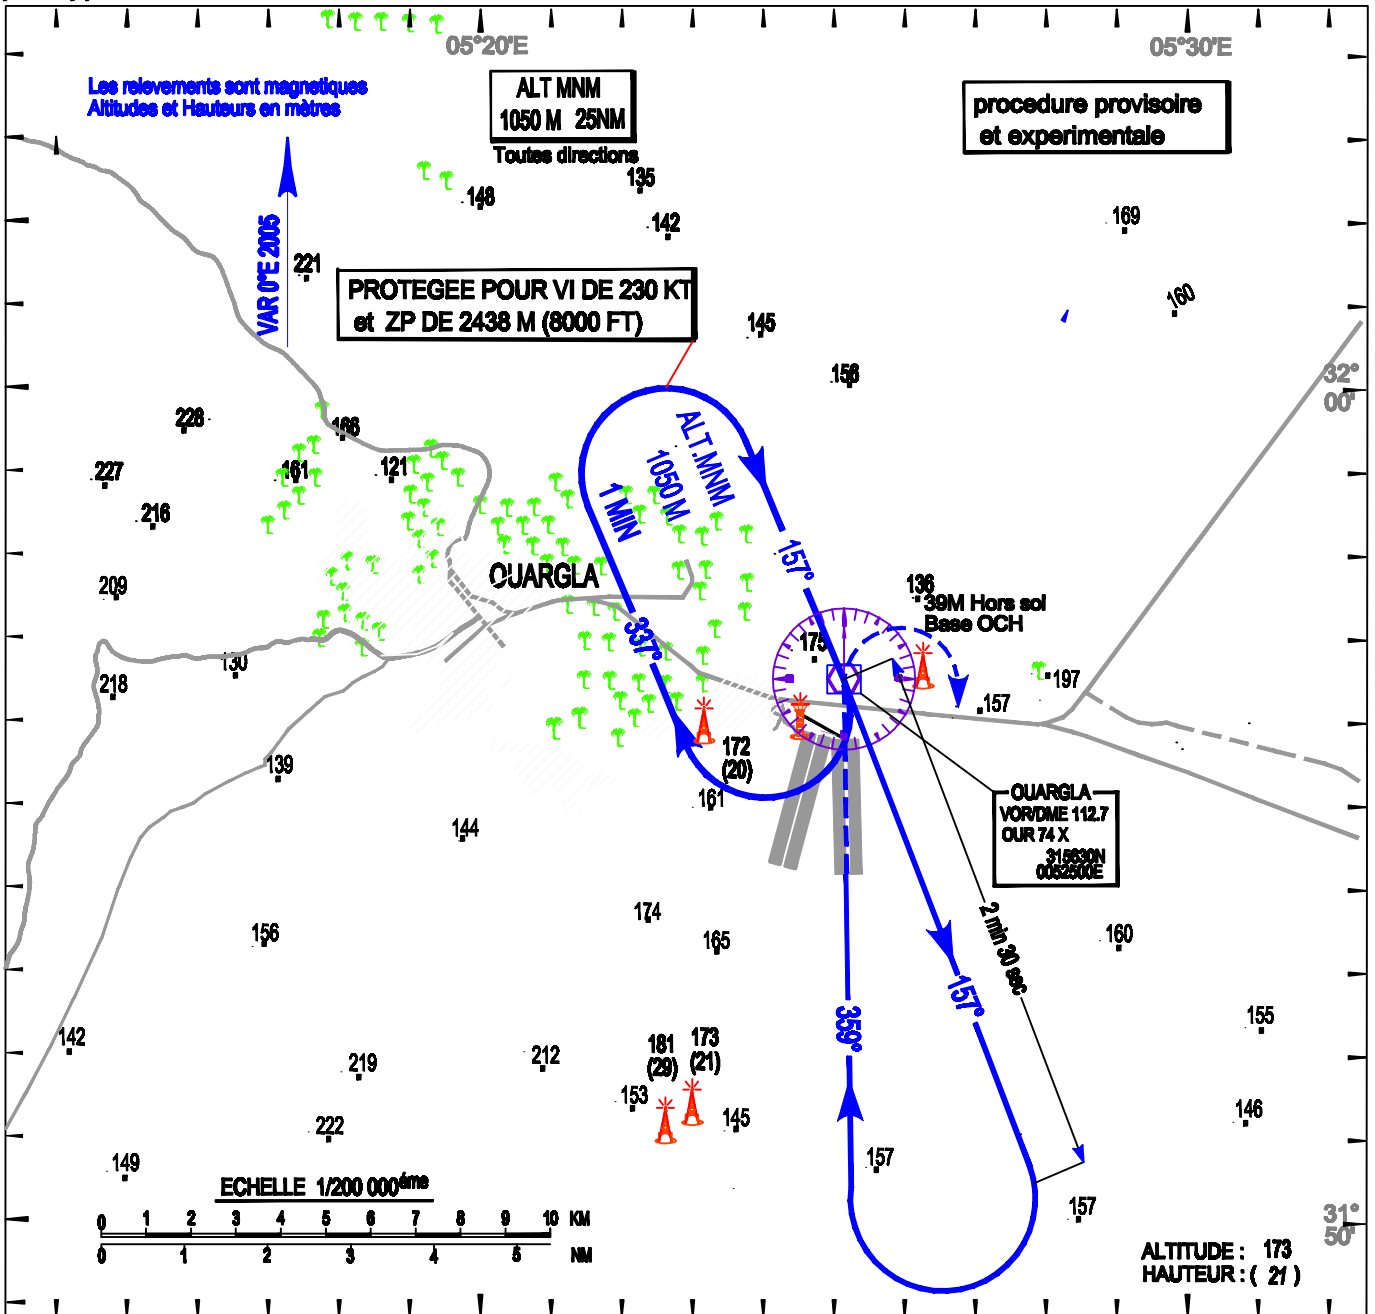 05°20'E
05°30'E
Les relevements sont magnetiques
Altitudes et Hauteurs en mètres
ALT MNM
1050 M 25NM
Toutes directions
procedure provisoire
et experimentale
135
148
142
169
VAR 0°E 2005
221
160
PROTEGEE POUR VI DE 230 KT
et ZP DE 2438 M (8000 FT)
145
156
32°
00'
228
166
ALT.MNM
1050 M
1 MIN
227
161
121
216
157°
OUARGLA
209
136
39M Hors sol
Base OCH
337°
175
130
218
197
157
172
(20)
139
161
OUARGLA
VOR/DME 112.7
OUR 74 X
315630N
0052500E
144
2 min 30 sec
174
156
165
160
157°
359°
155
142
181
(29)
173
(21)
219
212
153
145
146
222
157
149
ECHELLE 1/200 000éme
157
31°
50'
0 1 2 3 4 5 6 7 8 9 10 KM
0 1 2 3 4 5 NM
ALTITUDE : 173
HAUTEUR : ( 21 )